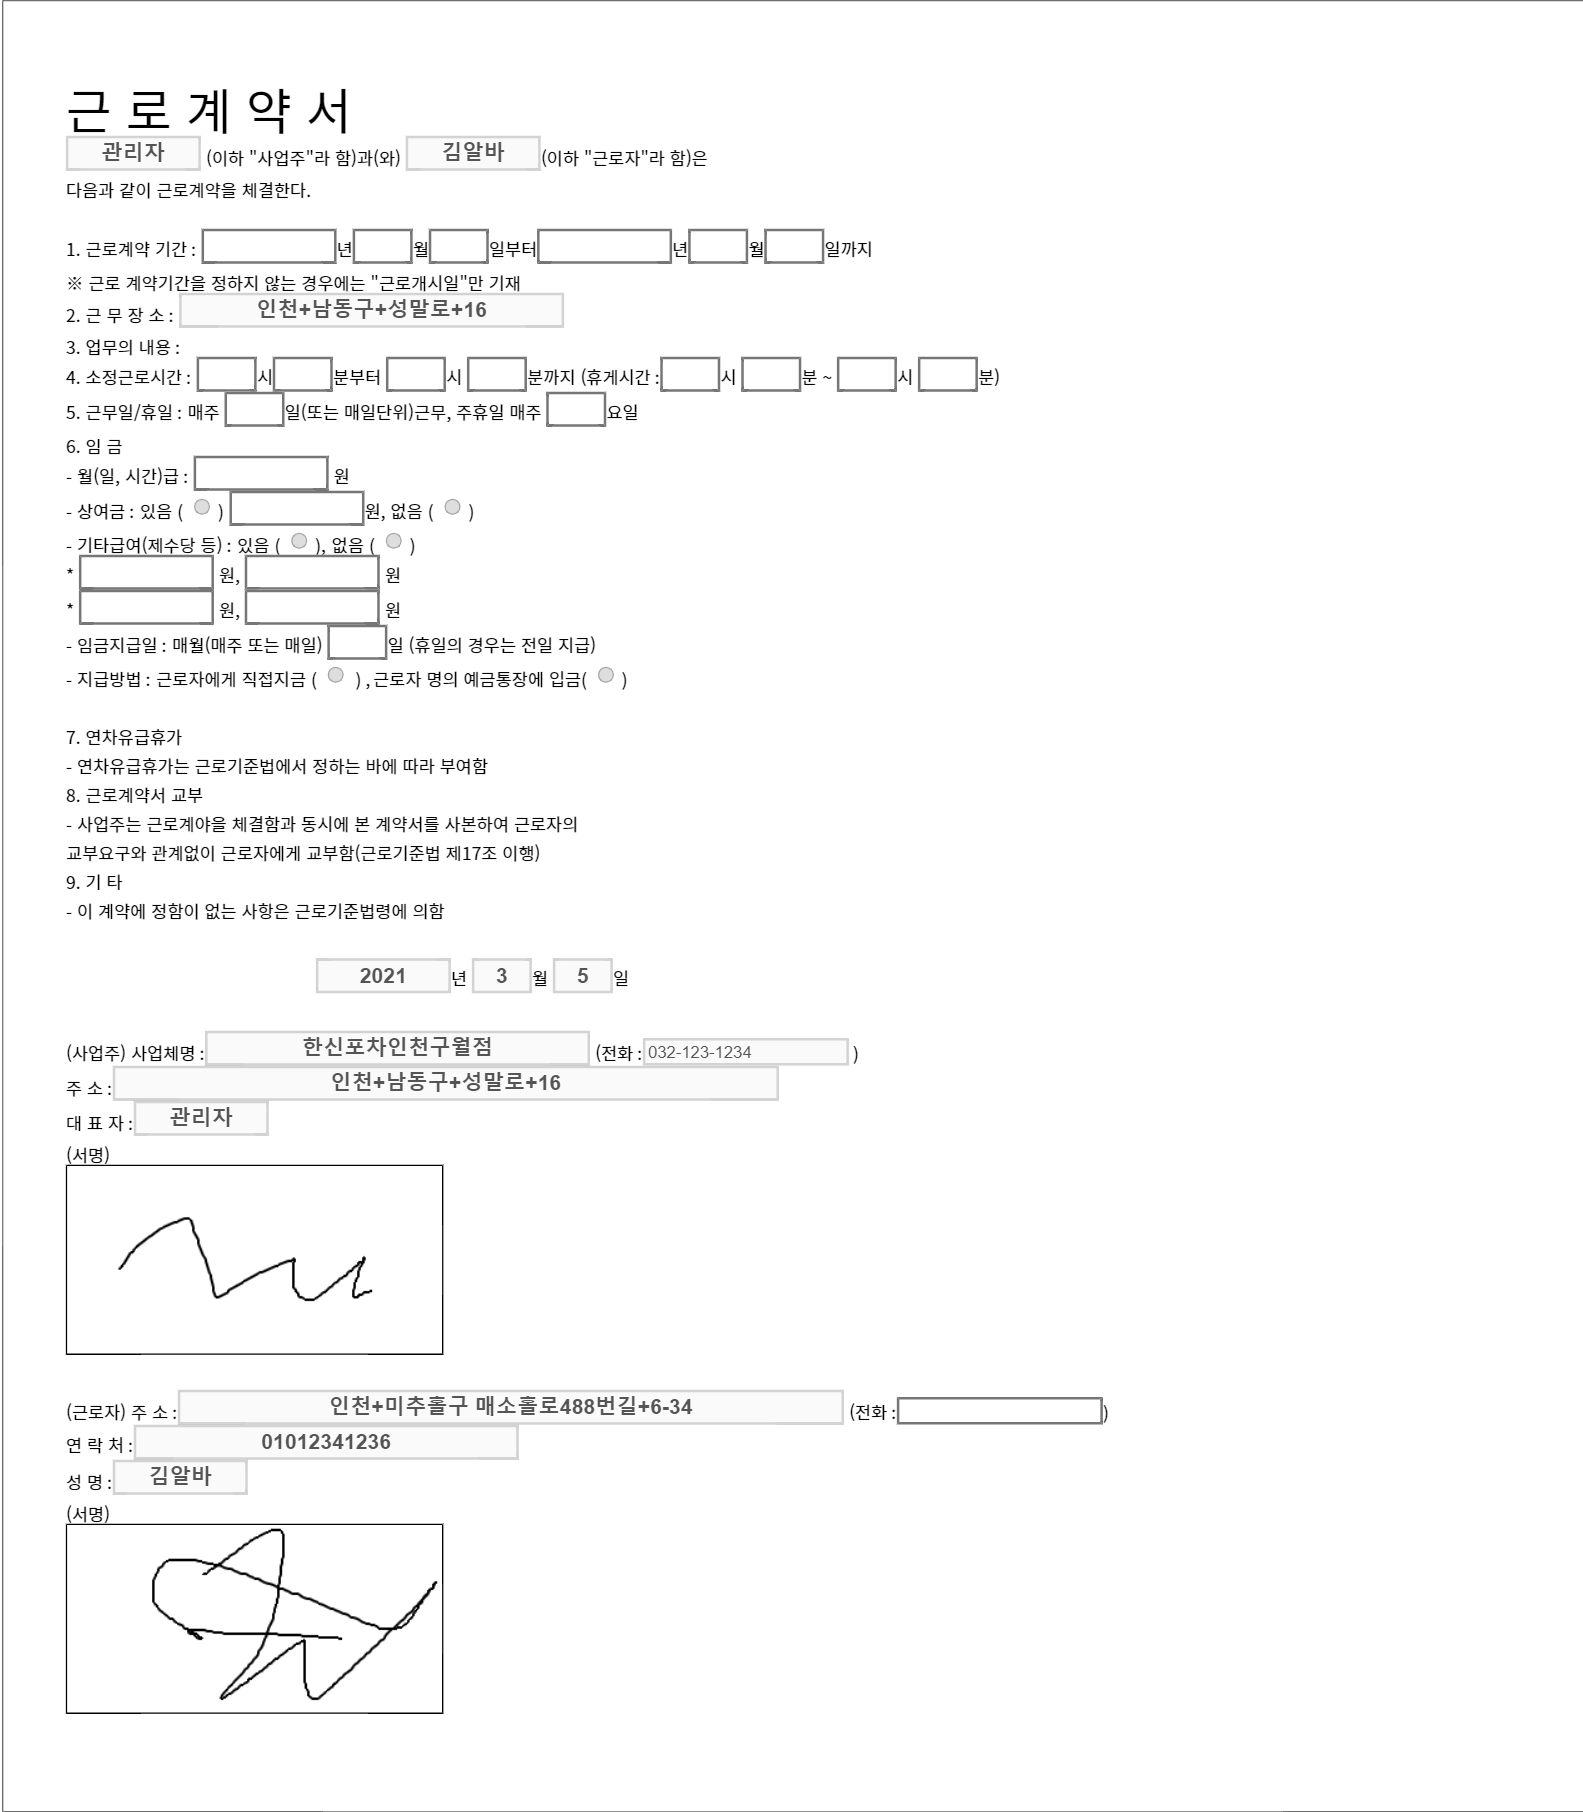 근 로 계 약 서
관리자 (이하 "사업주"라 함)과(와) 김알바 (이하 "근로자"라 함)은
다음과 같이 근로계약을 체결한다.
1. 근로계약 기간 : 년 월 일부터 년 월 일까지
※ 근로 계약기간을 정하지 않는 경우에는 "근로개시일"만 기재
2. 근 무 장 소 : 인천+남동구+성말로+16
3. 업무의 내용 :
4. 소정근로시간 : 시 분부터 시 분까지 (휴게시간 : 시 분 ~ 시 분)
5. 근무일/휴일 : 매주 일(또는 매일단위)근무, 주휴일 매주 요일
6. 임 금
- 월(일, 시간)급 : 원
- 상여금 : 있음 ( ) 원, 없음 ( )
- 기타급여(제수당 등) : 있음 ( ), 없음 ( )
* 원, 원
* 원, 원
- 임금지급일 : 매월(매주 또는 매일) 일 (휴일의 경우는 전일 지급)
- 지급방법 : 근로자에게 직접지금 ( ) , 근로자 명의 예금통장에 입금( )
7. 연차유급휴가
- 연차유급휴가는 근로기준법에서 정하는 바에 따라 부여함
8. 근로계약서 교부
- 사업주는 근로계야을 체결함과 동시에 본 계약서를 사본하여 근로자의
교부요구와 관계없이 근로자에게 교부함(근로기준법 제17조 이행)
9. 기 타
- 이 계약에 정함이 없는 사항은 근로기준법령에 의함
2021 년 3 월 5 일
(사업주) 사업체명 : 한신포차인천구월점 (전화 : 032-123-1234 )
주 소 : 인천+남동구+성말로+16
대 표 자 : 관리자
(서명)
(근로자) 주 소 : 인천+미추홀구 매소홀로488번길+6-34 (전화 : )
연 락 처 : 01012341236
성 명 : 김알바
(서명)